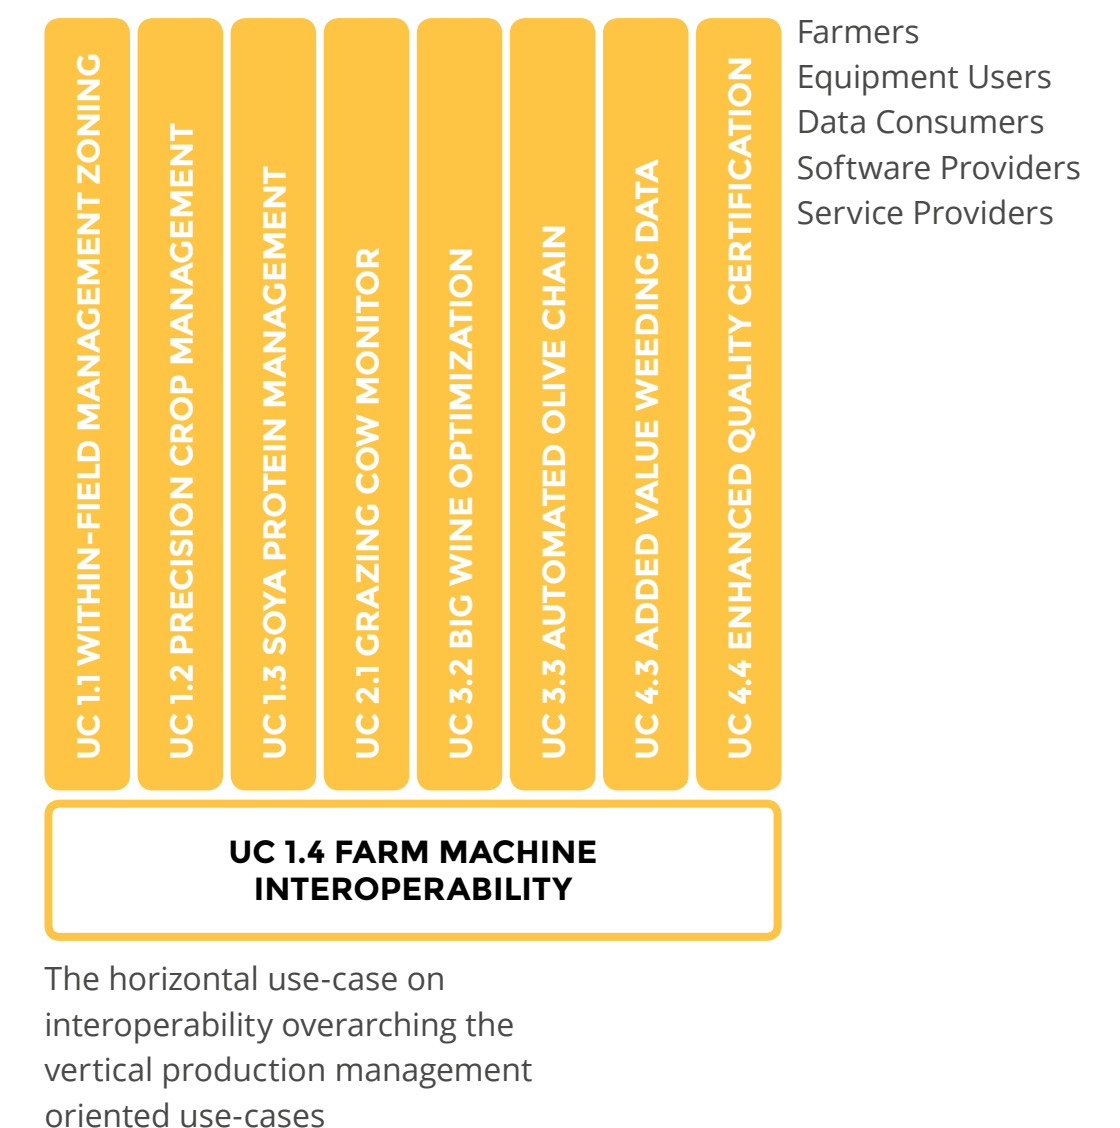 UC 1.1 WITHIN-FIELD MANAGEMENT ZONING
UC 1.2 PRECISION CROP MANAGEMENT
UC 1.3 SOYA PROTEIN MANAGEMENT
UC 2.1 GRAZING COW MONITOR
UC 3.2 BIG WINE OPTIMIZATION
UC 3.3 AUTOMATED OLIVE CHAIN
UC 4.3 ADDED VALUE WEEDING DATA
UC 4.4 ENHANCED QUALITY CERTIFICATION
Farmers
Equipment Users
Data Consumers
Software Providers
Service Providers
UC 1.4 FARM MACHINE
INTEROPERABILITY
The horizontal use-case on
interoperability overarching the
vertical production management
oriented use-cases